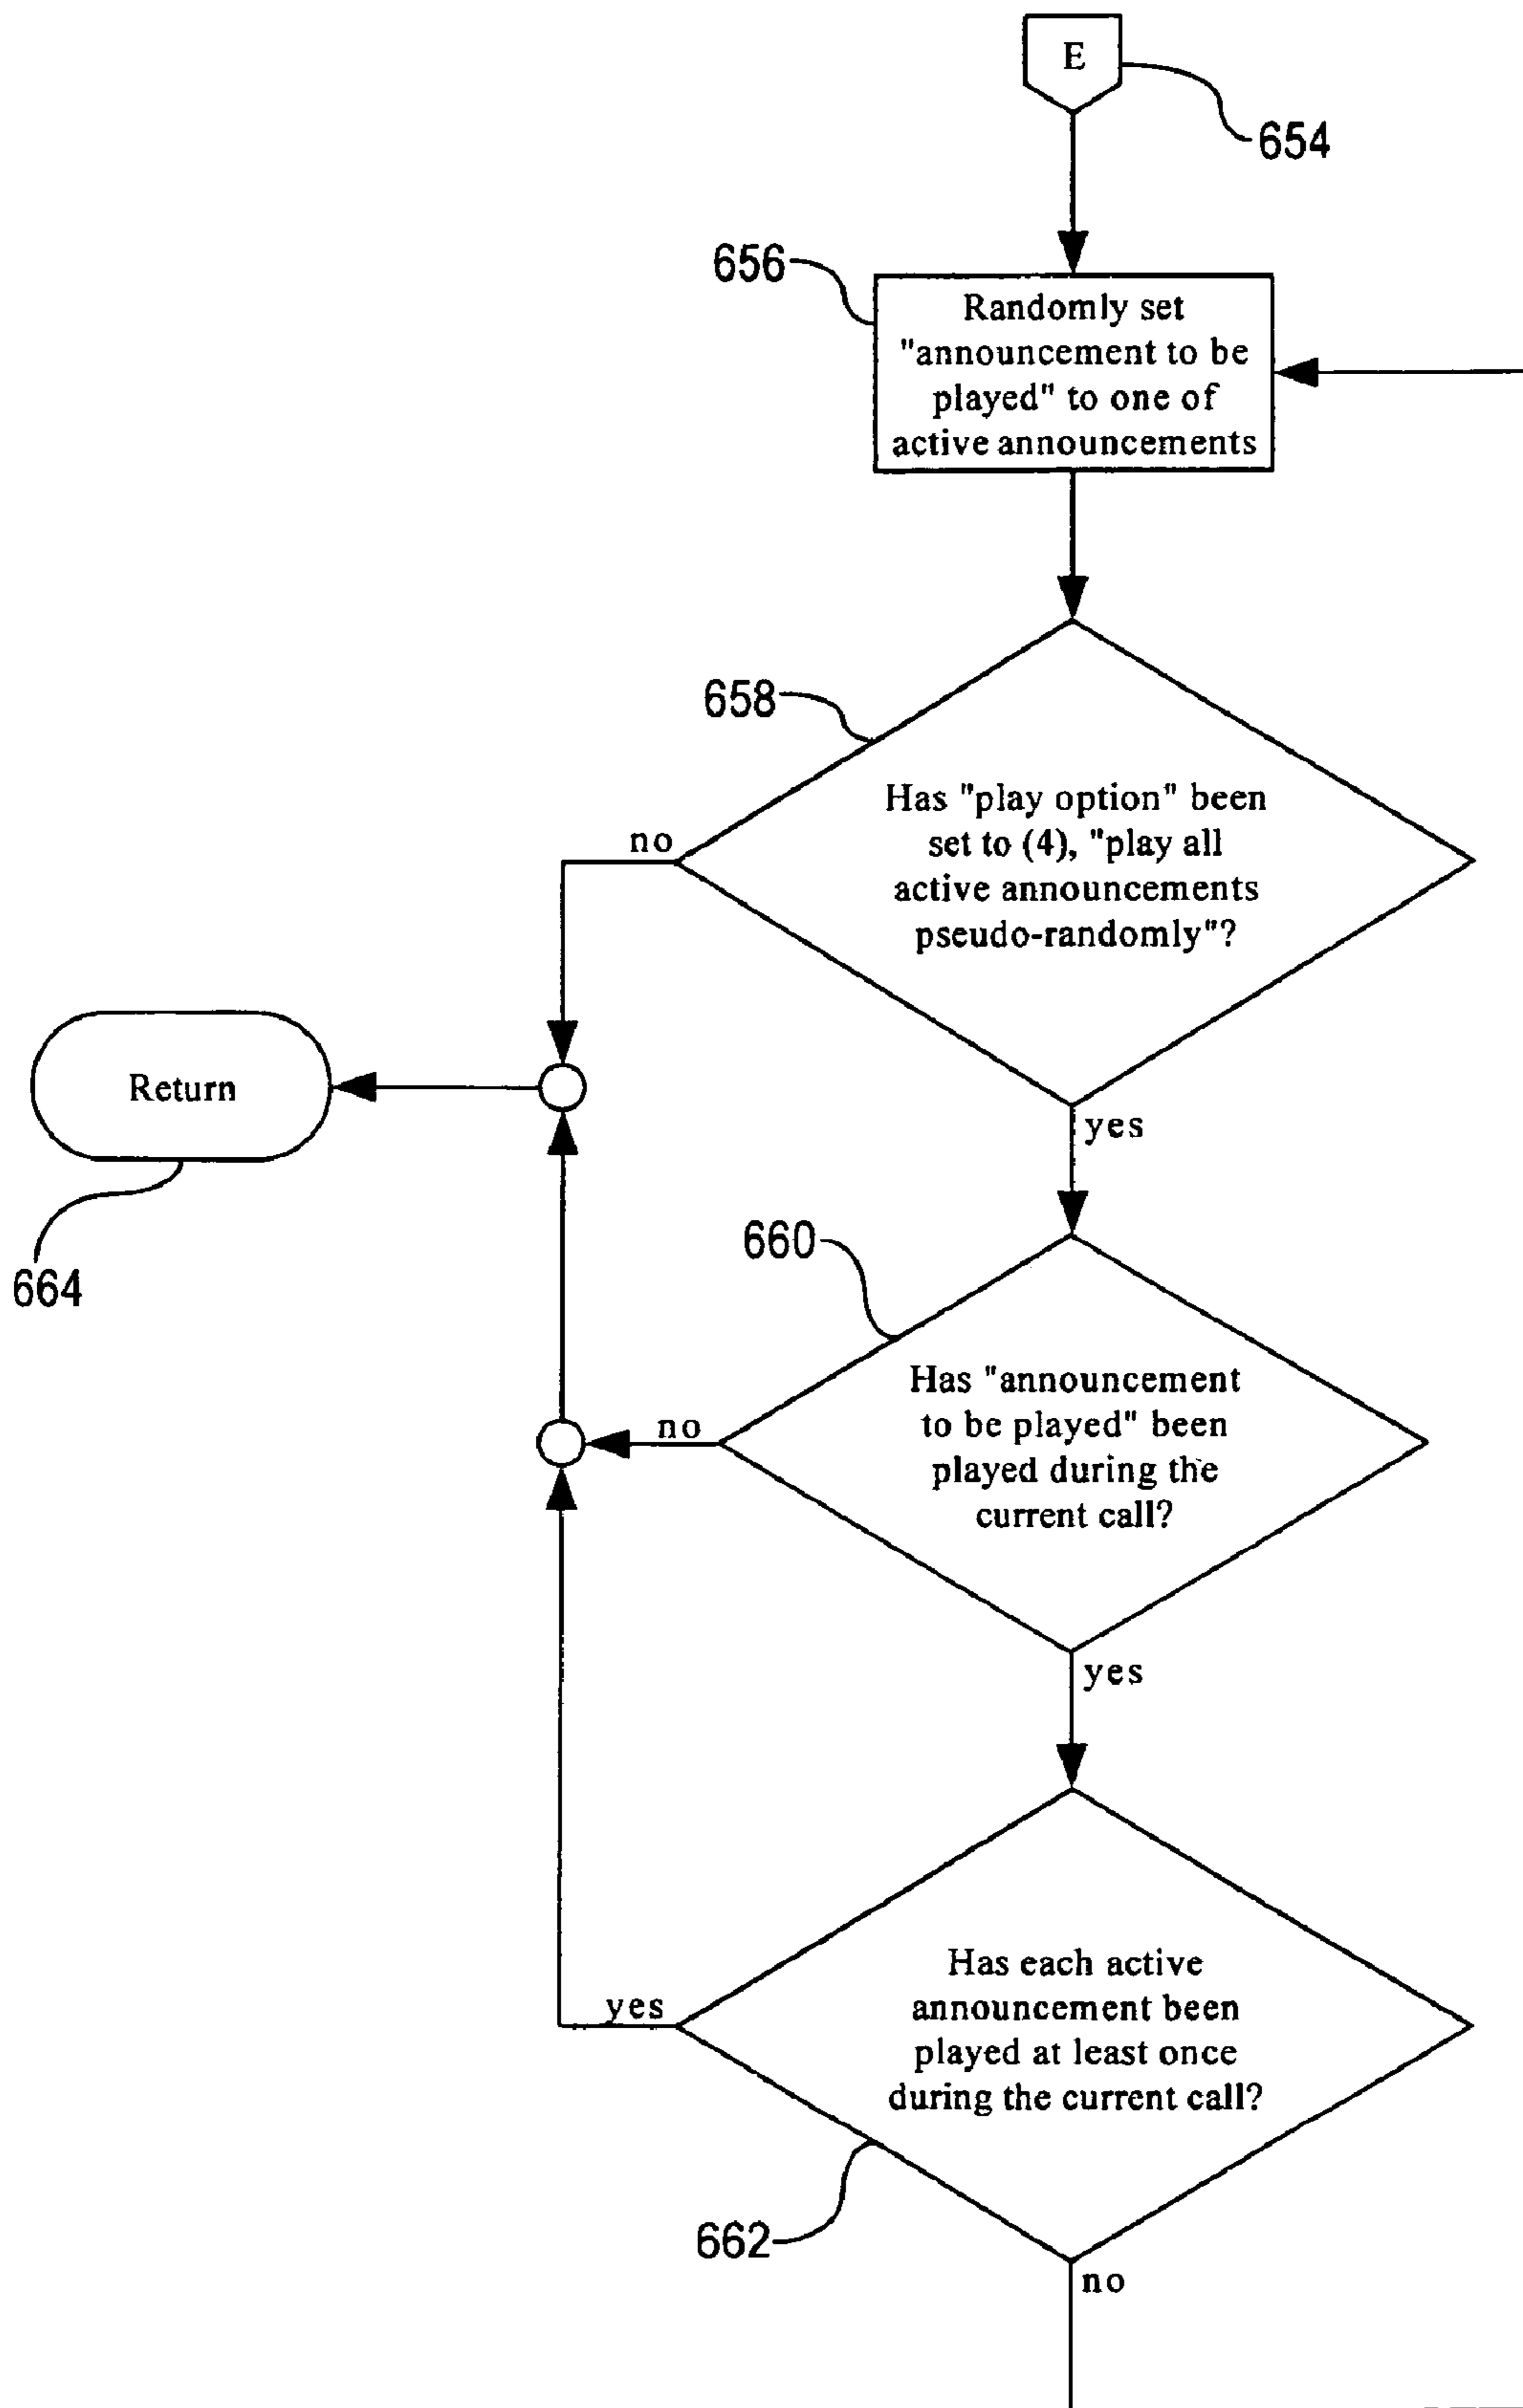 E
654
656
Randomly set
"announcement to be
played" to one of
active announcements
658
Has "play option" been
set to (4), "play all
active announcements
pseudo-randomly"?
no
Return
yes
664
660
Has "announcement
to be played" been
played during the
current call?
no
yes
Has each active
announcement been
played at least once
during the current call?
yes
662
no